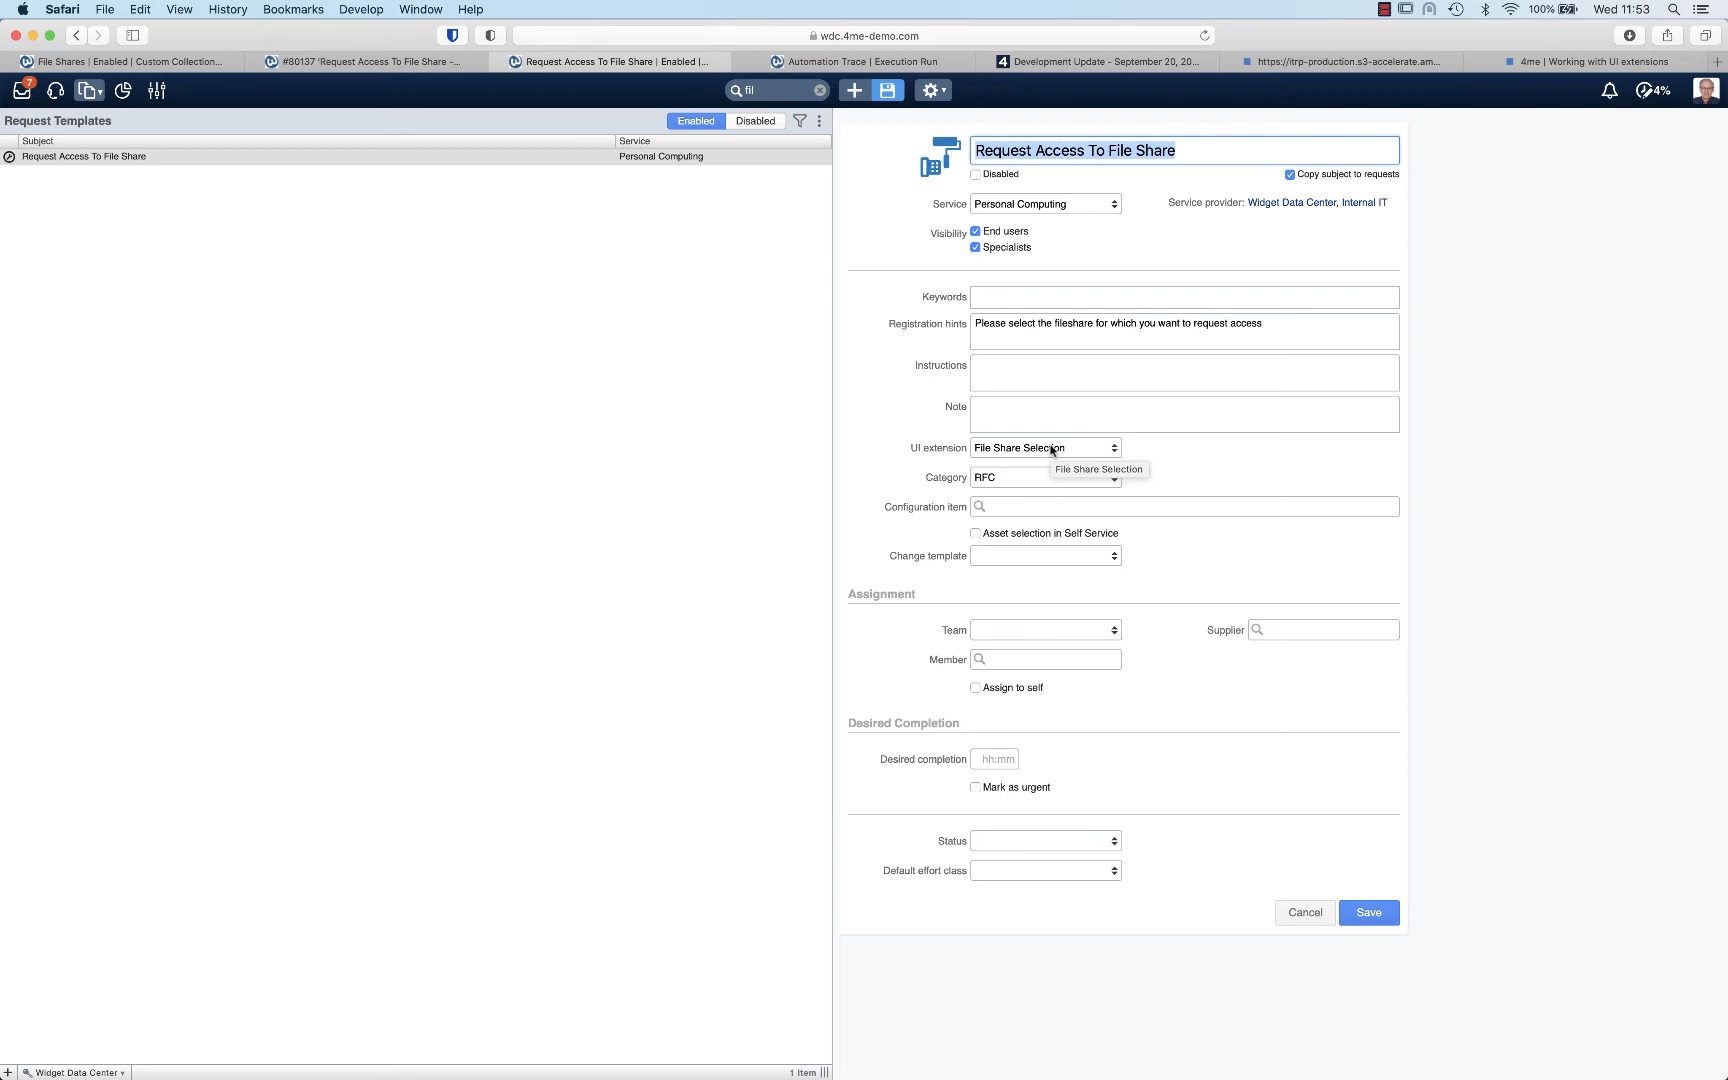 Safari File Edit View History Bookmarks Develop Window Help 100% Wed 11:53
wdc.4me-demo.com
File Shares | Enabled | Custom Collection... #80137 'Request Access To File Share -... Request Access To File Share | Enabled |... Automation Trace | Execution Run Development Update - September 20, 20... https://itrp-production.s3-accelerate.am... 4me | Working with UI extensions
7 fil 4%
Request Templates Enabled Disabled
Subject Service
Request Access To File Share Personal Computing
Request Access To File Share
Disabled Copy subject to requests
Service Personal Computing Service provider: Widget Data Center, Internal IT
Visibility End users
Specialists
Keywords
Registration hints Please select the fileshare for which you want to request access
Instructions
Note
UI extension File Share Selection
File Share Selection
Category RFC
Configuration item
Asset selection in Self Service
Change template
Assignment
Team Supplier
Member
Assign to self
Desired Completion
Desired completion hh:mm
Mark as urgent
Status
Default effort class
Cancel Save
Widget Data Center 1 Item